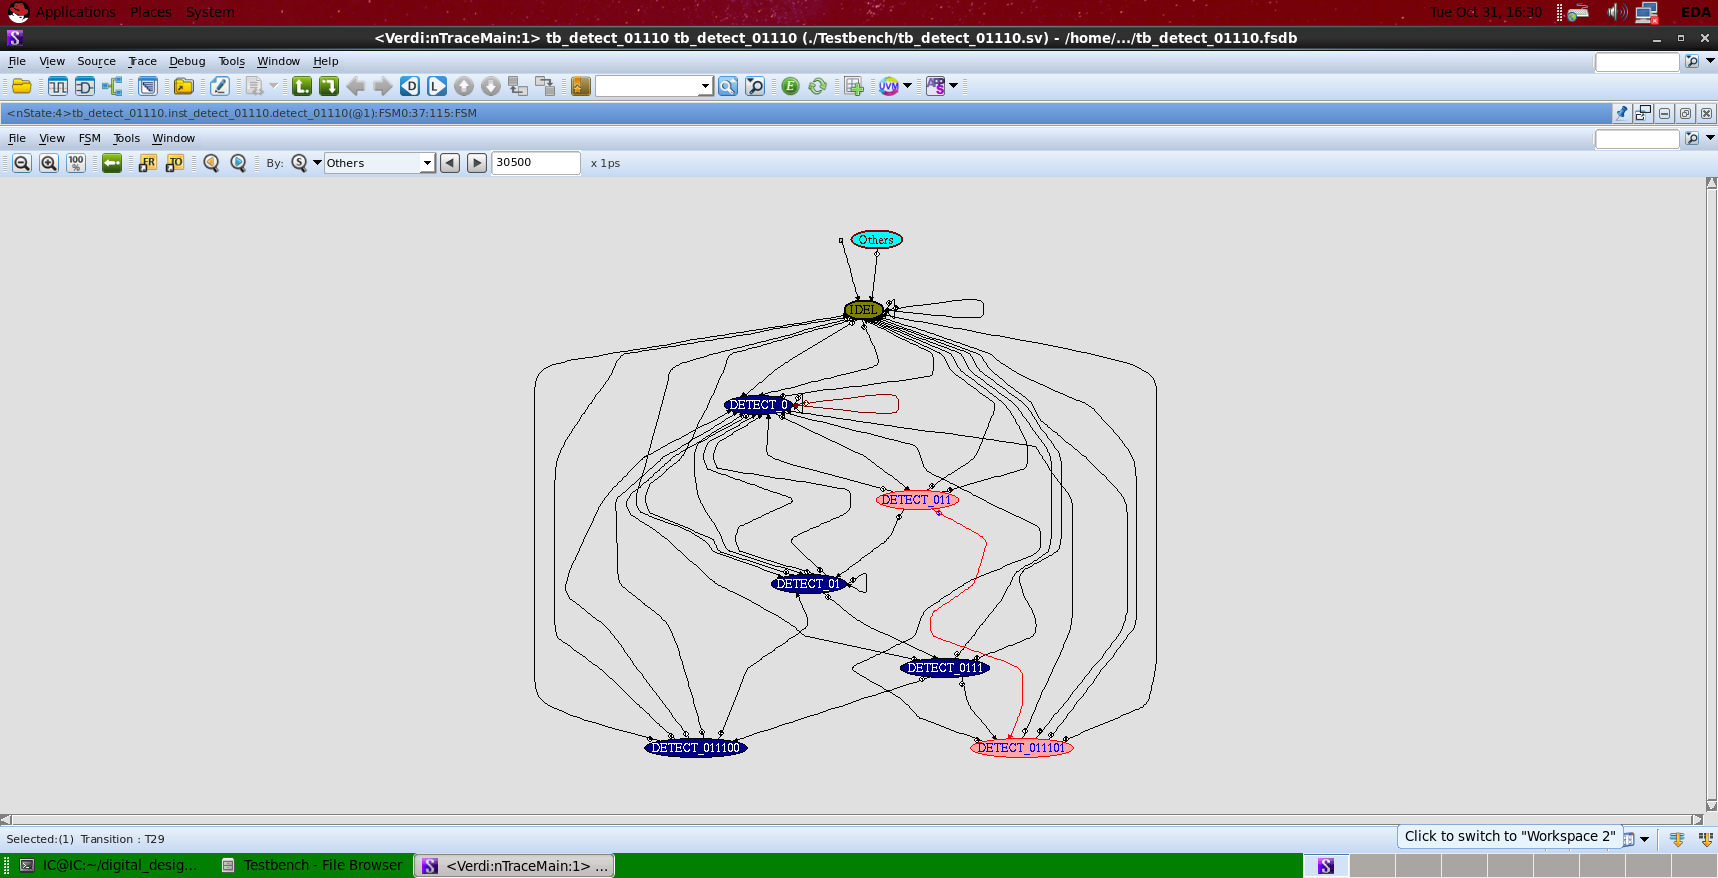 Applications Places System
Tue Oct 31, 16:30
EDA
<Verdi:nTraceMain:1> tb_detect_01110 tb_detect_01110 (./Testbench/tb_detect_01110.sv) - /home/.../tb_detect_01110.fsdb
File View Source Trace Debug Tools Window Help
<nState:4>tb_detect_01110.inst_detect_01110.detect_01110(@1):FSM0:37:115:FSM
File View FSM Tools Window
100% FR TO By: Others 30500 x 1ps
Others
IDEL
DETECT_0
DETECT_011
DETECT_01
DETECT_0111
DETECT_011100
DETECT_011101
Selected:(1) Transition : T29
Click to switch to "Workspace 2"
IC@IC:~/digital_desig...
Testbench - File Browser
<Verdi:nTraceMain:1> ...